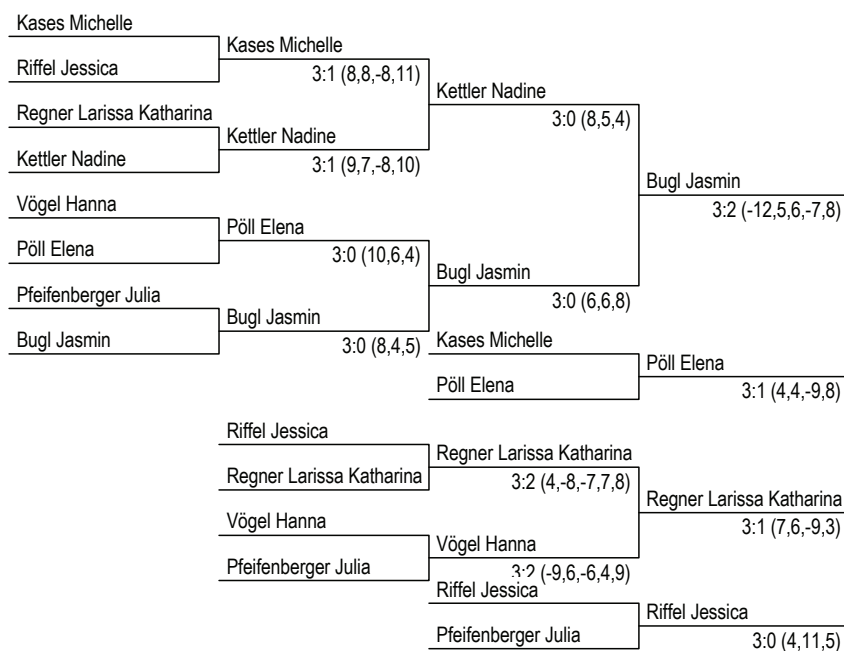 Kases Michelle
Riffel Jessica
Kases Michelle
3:1 (8,8,-8,11)
Regner Larissa Katharina
Kettler Nadine
Kettler Nadine
3:1 (9,7,-8,10)
Kettler Nadine
3:0 (8,5,4)
Vögel Hanna
Pöll Elena
Pöll Elena
3:0 (10,6,4)
Pfeifenberger Julia
Bugl Jasmin
Bugl Jasmin
3:0 (8,4,5)
Bugl Jasmin
3:0 (6,6,8)
Bugl Jasmin
3:2 (-12,5,6,-7,8)
Kases Michelle
Pöll Elena
Pöll Elena
3:1 (4,4,-9,8)
Riffel Jessica
Regner Larissa Katharina
Regner Larissa Katharina
3:2 (4,-8,-7,7,8)
Vögel Hanna
Pfeifenberger Julia
Vögel Hanna
3:2 (-9,6,-6,4,9)
Regner Larissa Katharina
3:1 (7,6,-9,3)
Riffel Jessica
Pfeifenberger Julia
Riffel Jessica
3:0 (4,11,5)